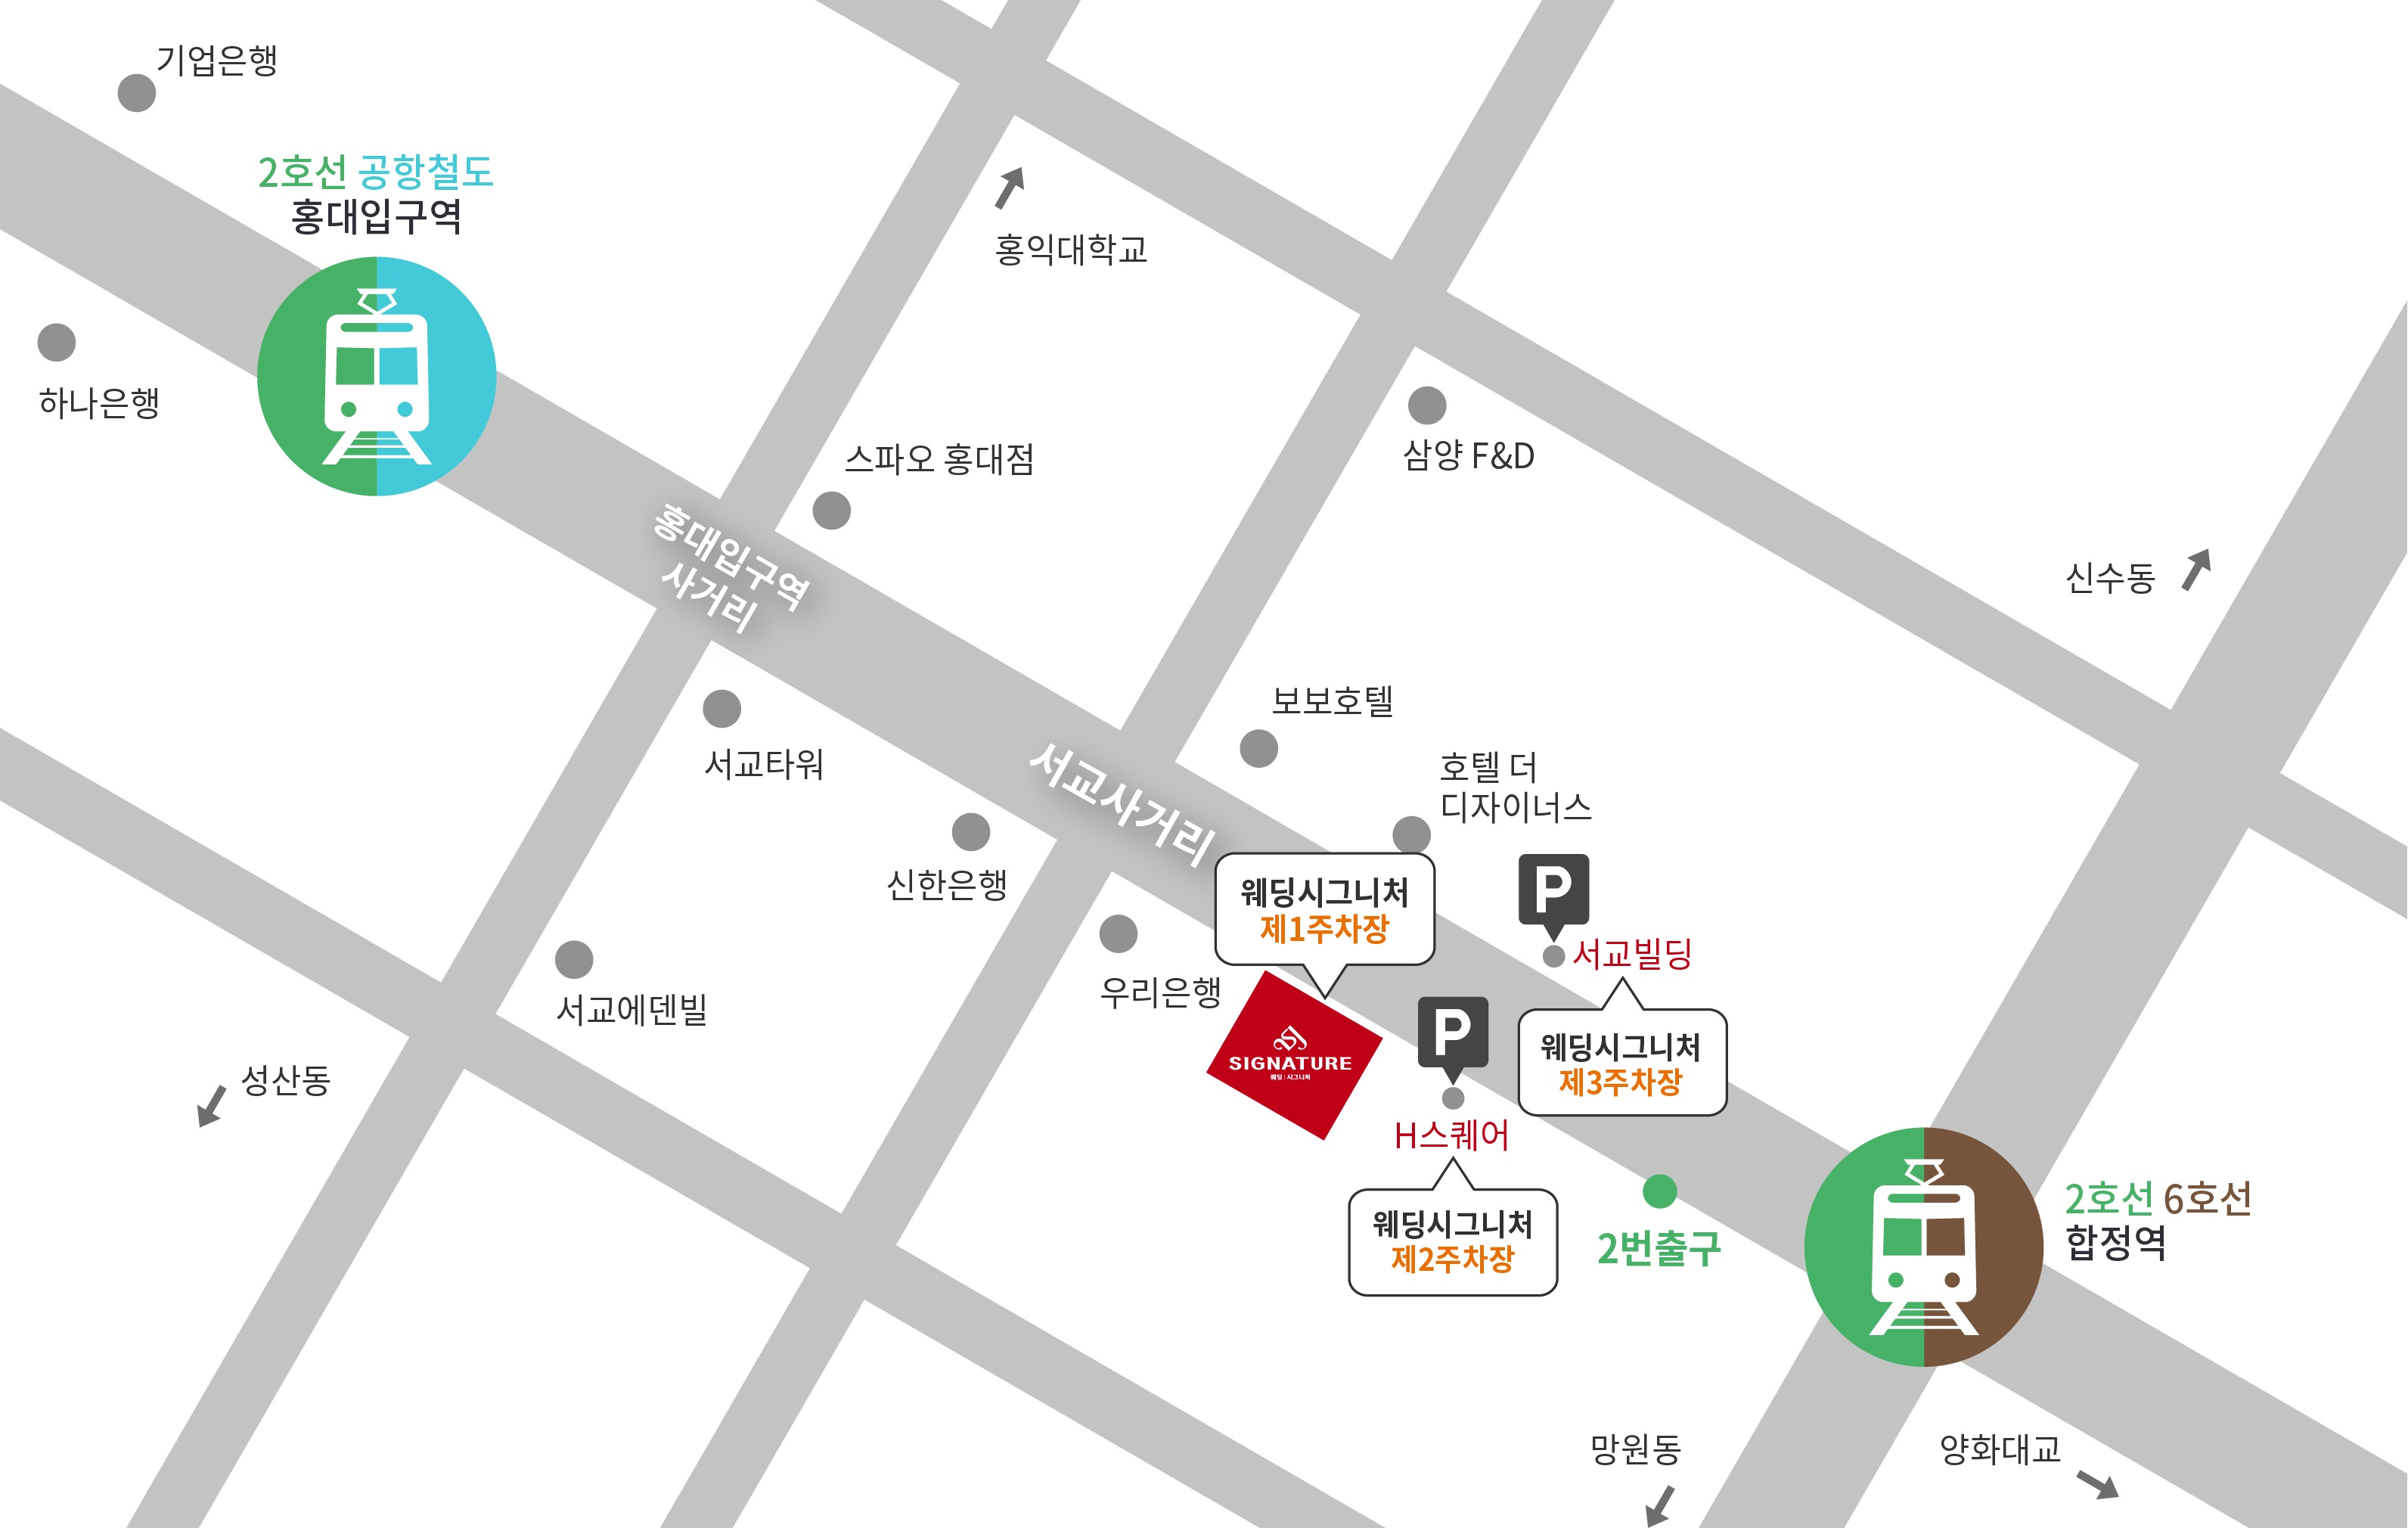 기업은행
2호선 공항철도
홍대입구역
하나은행
홍익대학교
스파오 홍대점
삼양 F&D
홍대입구역
사거리
신수동
서교타워
보보호텔
서교사거리
호텔 더
디자이너스
신한은행
웨딩시그니처
제1주차장
P
서교빌딩
우리은행
서교에덴빌
SIGNATURE
웨딩 | 시그니처
P
웨딩시그니처
제3주차장
성산동
H스퀘어
웨딩시그니처
제2주차장
2번출구
2호선 6호선
합정역
망원동
양화대교